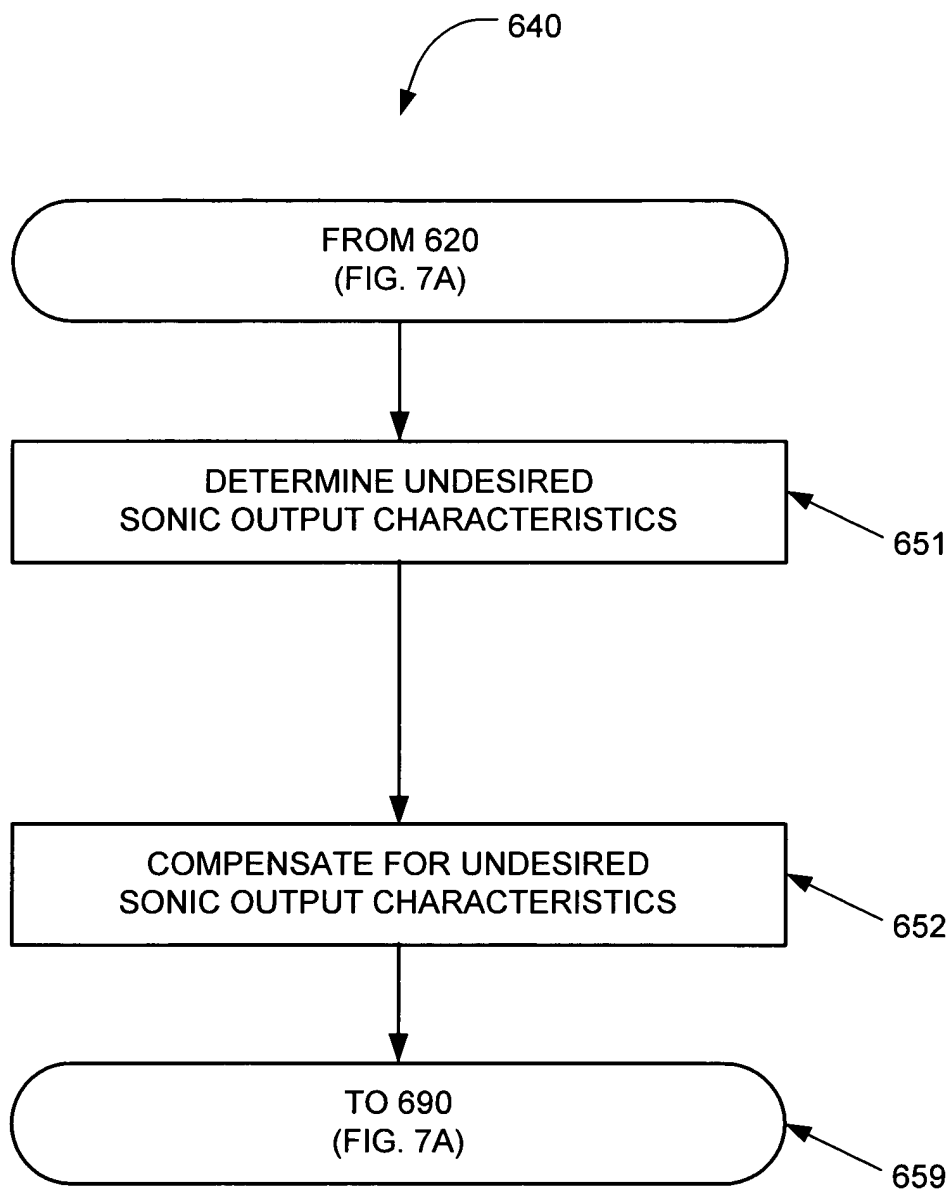 640
FROM 620
(FIG. 7A)
DETERMINE UNDESIRED
SONIC OUTPUT CHARACTERISTICS
651
COMPENSATE FOR UNDESIRED
SONIC OUTPUT CHARACTERISTICS
652
TO 690
(FIG. 7A)
659